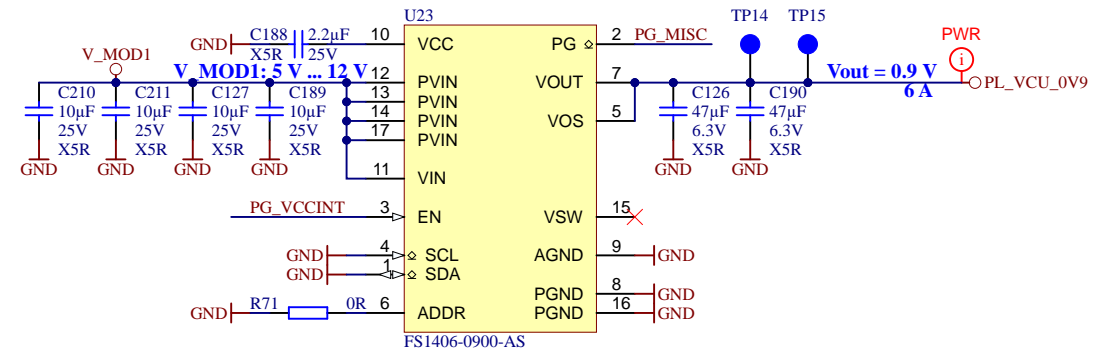 U23
TP14 TP15
C188 2.2µF 10 VCC PG 2 PG_MISC PWR
GND X5R 25V
V_MOD1
V_MOD1: 5 V ... 12 V 12 PVIN VOUT 7 Vout = 0.9 V i PL_VCU_0V9
C210 C211 C127 C189 13 PVIN C126 C190 6 A
10µF 10µF 10µF 10µF 14 PVIN VOS 5 47µF 47µF
25V 25V 25V 25V 17 PVIN 6.3V 6.3V
X5R X5R X5R X5R X5R X5R
GND GND GND GND 11 VIN GND GND
PG_VCCINT 3 EN VSW 15
GND 4 SCL AGND 9 GND
GND 1 SDA
PGND 8 GND
GND R71 0R 6 ADDR PGND 16 GND
FS1406-0900-AS